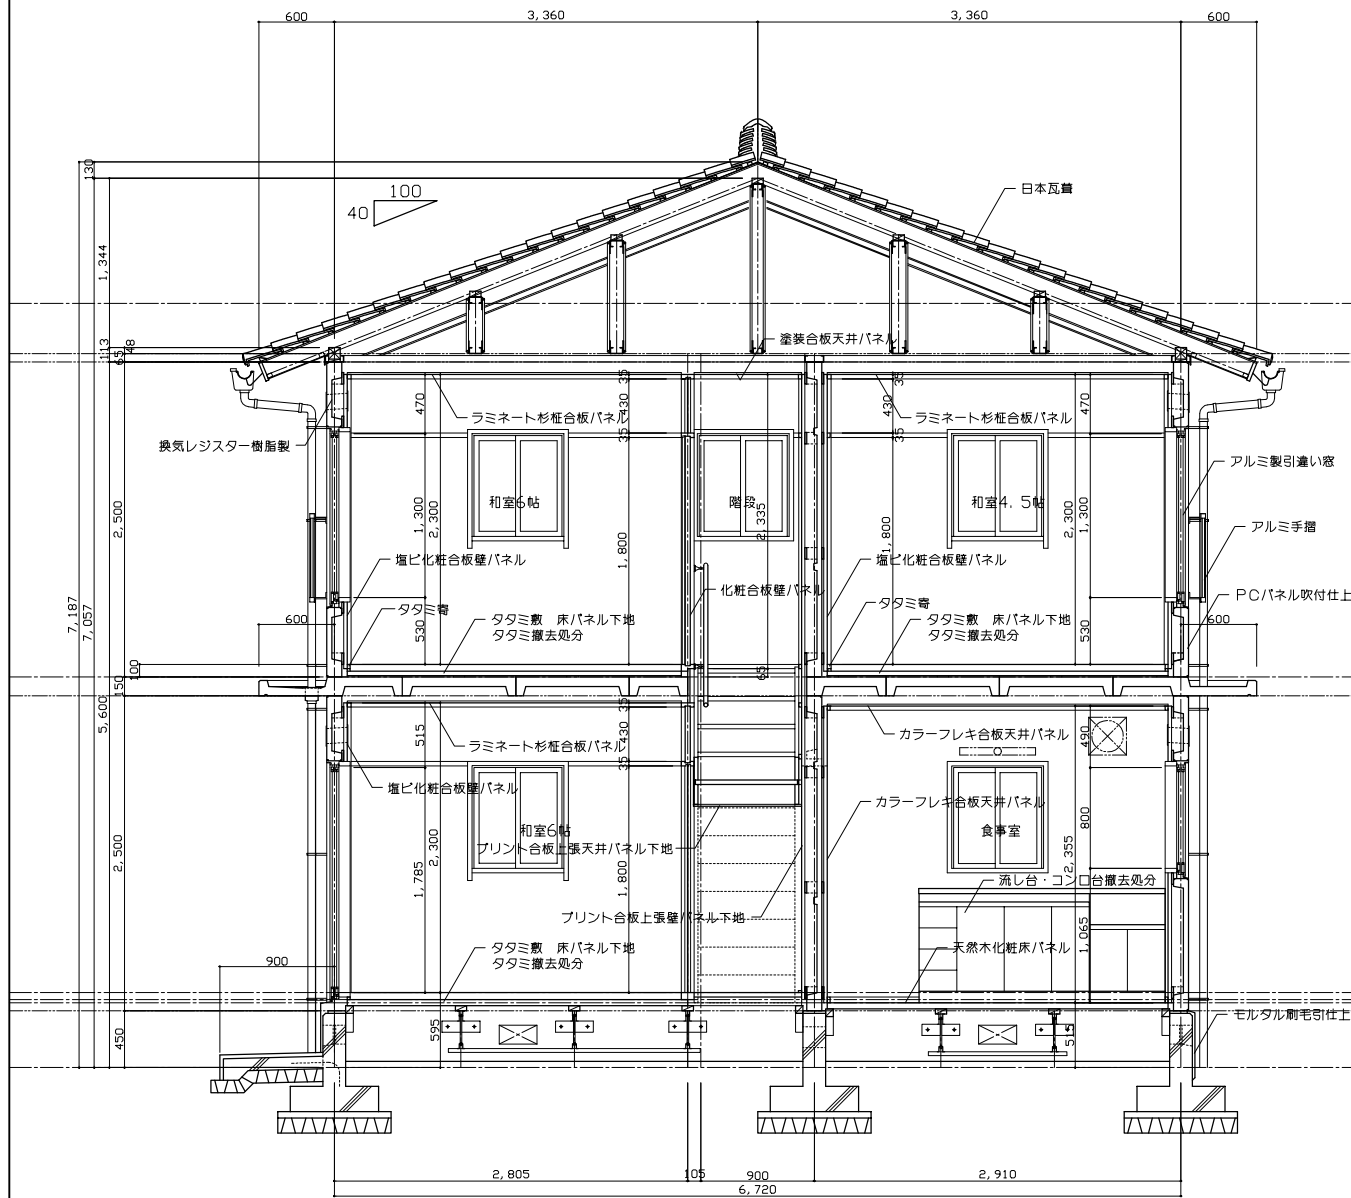 600
3,360
3,360
600
130
100
40
日本瓦葺
1,344
113
65
48
塗装合板天井パネル
35
430
35
470
ラミネート杉柾合板パネル
35
430
35
470
ラミネート杉柾合板パネル
換気レジスター樹脂製
アルミ製引違い窓
和室6帖
階段
和室4.5帖
2,500
1,300
2,300
1,800
2,335
1,800
2,300
1,300
アルミ手摺
塩ビ化粧合板壁パネル
化粧合板壁パネル
塩ビ化粧合板壁パネル
PCパネル吹付仕上
タタミ寄
タタミ寄
7,187
7,057
600
530
タタミ敷 床パネル下地
タタミ撤去処分
タタミ敷 床パネル下地
タタミ撤去処分
530
600
100
150
65
5,600
515
35
430
35
ラミネート杉柾合板パネル
カラーフレキ合板天井パネル
490
塩ビ化粧合板壁パネル
カラーフレキ合板天井パネル
和室6帖
食事室
800
プリント合板上張天井パネル下地
2,500
1,785
2,300
1,800
2,355
流し台・コンロ台撤去処分
プリント合板上張壁パネル下地
1,065
タタミ敷 床パネル下地
タタミ撤去処分
天然木化粧床パネル
900
450
595
515
モルタル刷毛引仕上
2,805
105
900
2,910
6,720